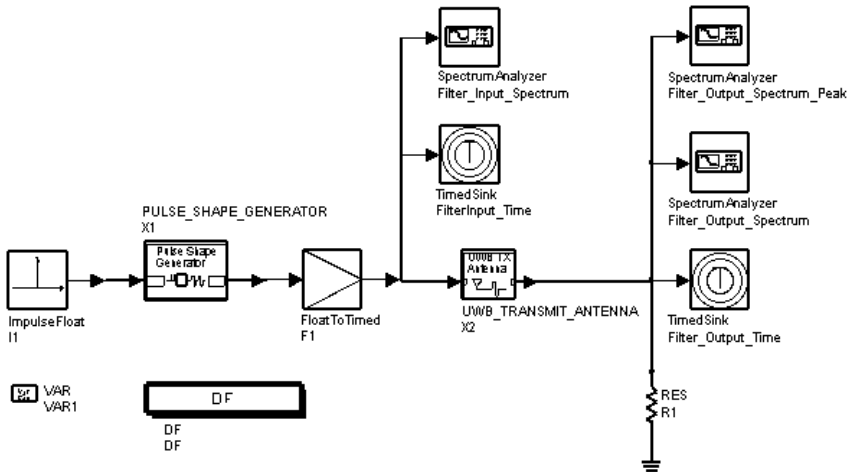 SpectrumAnalyzer
Filter_Input_Spectrum
SpectrumAnalyzer
Filter_Output_Spectrum_Peak
TimedSink
FilterInput_Time
SpectrumAnalyzer
Filter_Output_Spectrum
PULSE_SHAPE_GENERATOR
X1
Pulse Shape
Generator
UWB TX
Antenna
ImpulseFloat
I1
FloatToTimed
F1
UWB_TRANSMIT_ANTENNA
X2
TimedSink
Filter_Output_Time
VAR
VAR1
DF
DF
DF
RES
R1